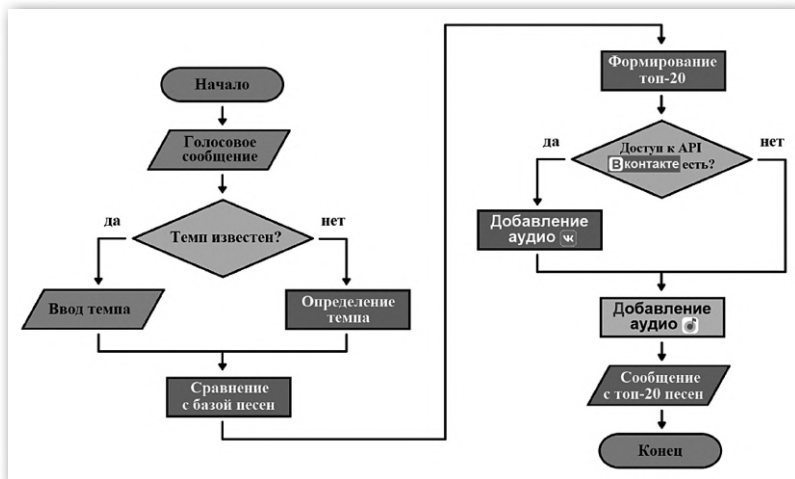 Начало
Голосовое
сообщение
да
нет
Темп известен?
Ввод темпа
Определение
темпа
Сравнение
с базой песен
Формирование
топ-20
да
нет
Доступ к API
Вконтакте есть?
Добавление
аудио
Добавление
аудио
Сообщение
с топ-20 песен
Конец